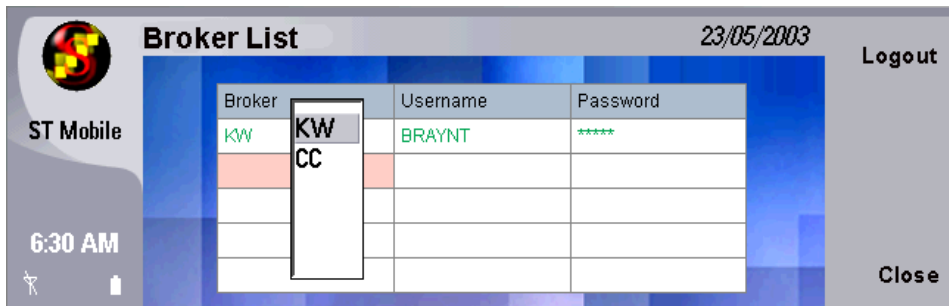 Broker List
23/05/2003
Logout
ST Mobile
Broker Username Password
KW BRAYNT *****
KW
CC
6:30 AM
Close